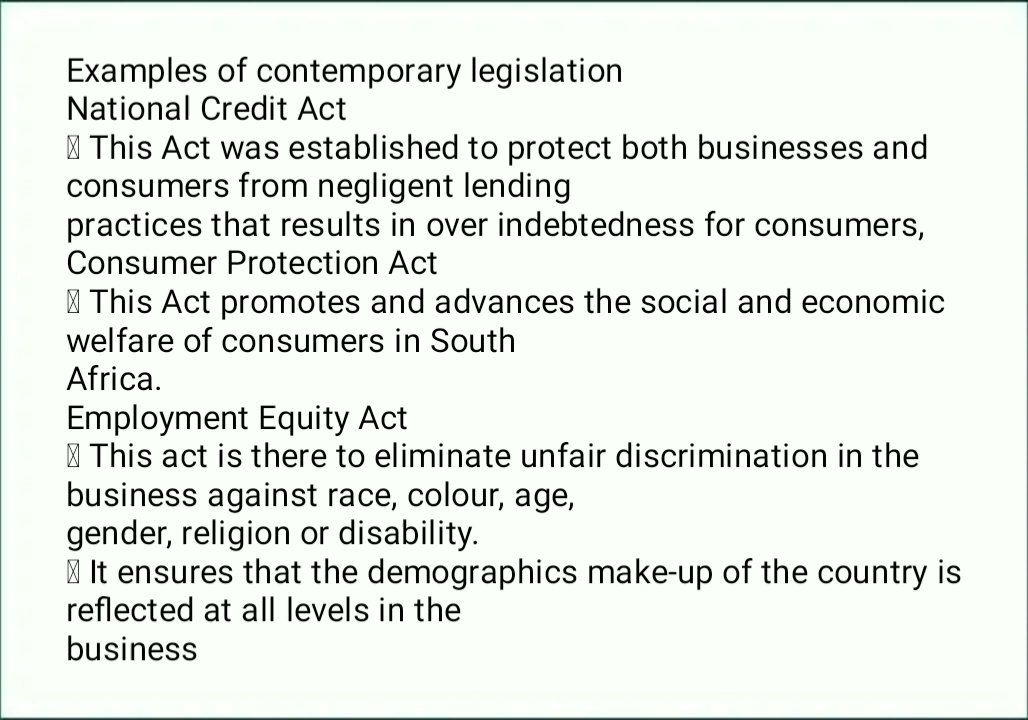 Examples of contemporary legislation
National Credit Act
 This Act was established to protect both businesses and
consumers from negligent lending
practices that results in over indebtedness for consumers,
Consumer Protection Act
 This Act promotes and advances the social and economic
welfare of consumers in South
Africa.
Employment Equity Act
 This act is there to eliminate unfair discrimination in the
business against race, colour, age,
gender, religion or disability.
 It ensures that the demographics make-up of the country is
reflected at all levels in the
business